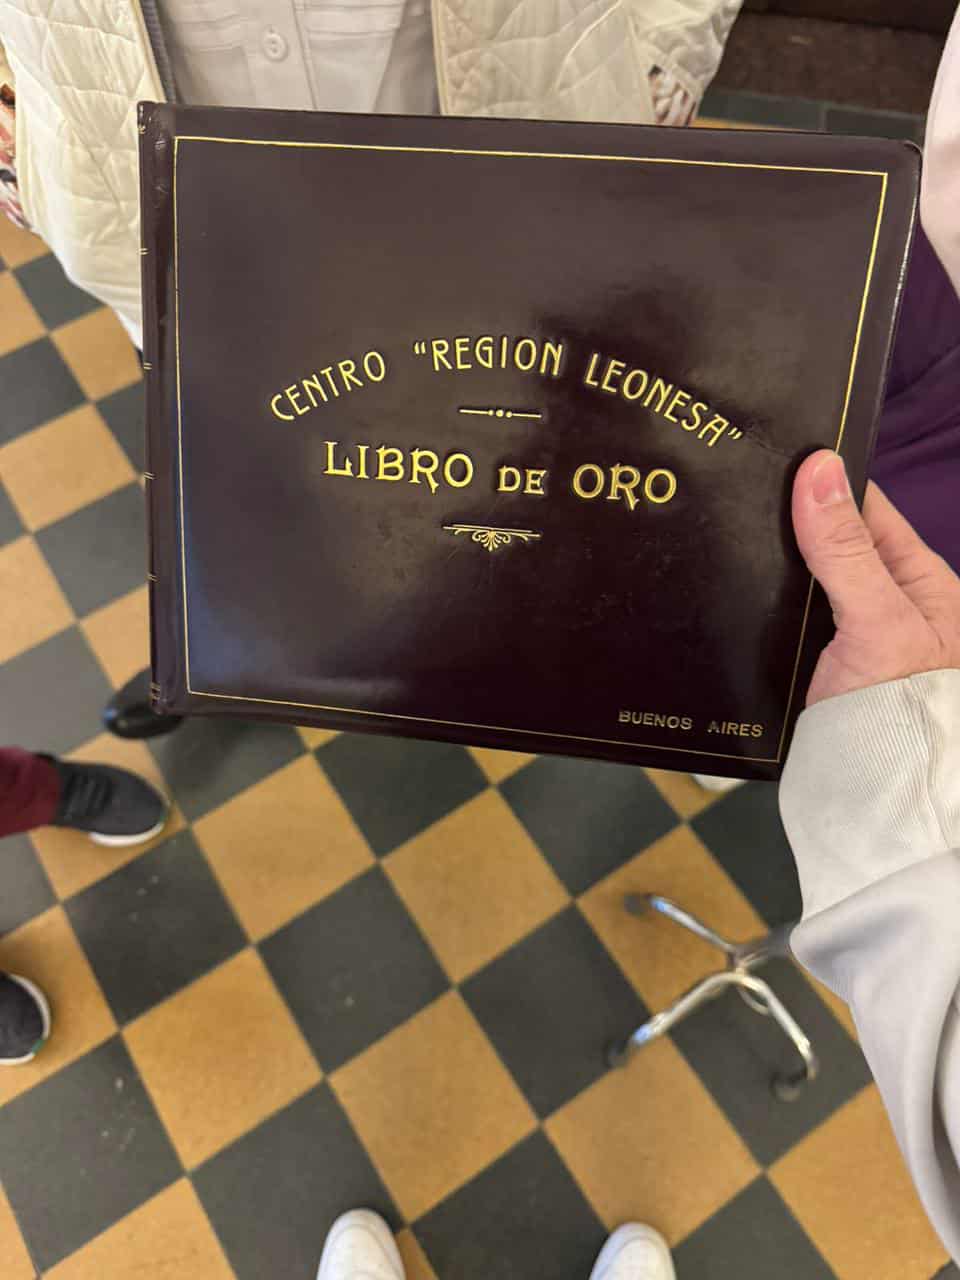 CENTRO "REGION LEONESA"
LIBRO DE ORO
BUENOS AIRES